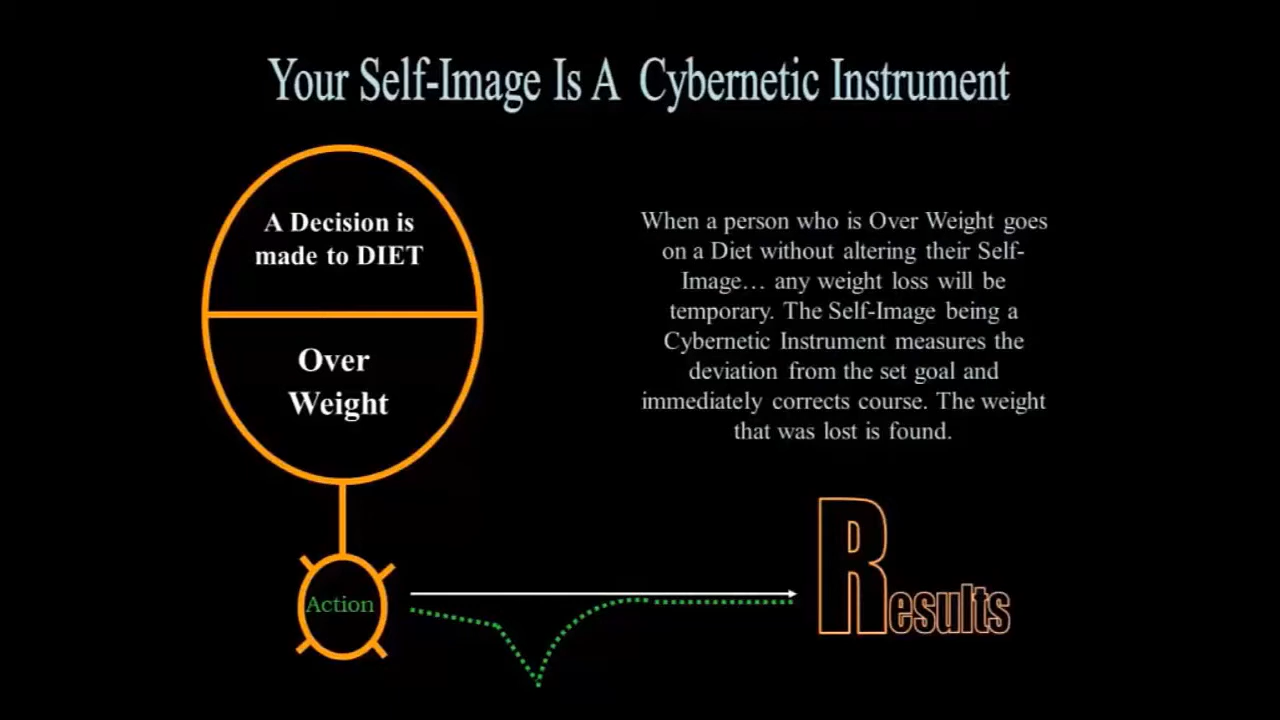 Your Self-Image Is A Cybernetic Instrument
A Decision is
made to DIET
Over
Weight
When a person who is Over Weight goes
on a Diet without altering their Self-
Image… any weight loss will be
temporary. The Self-Image being a
Cybernetic Instrument measures the
deviation from the set goal and
immediately corrects course. The weight
that was lost is found.
Action
Results